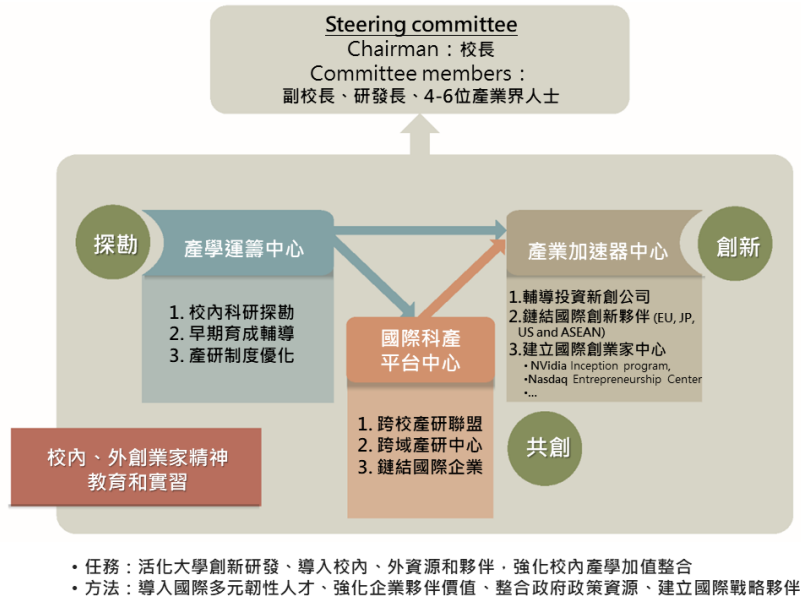 Steering committee
Chairman：校長
Committee members：
副校長、研發長、4-6位產業界人士
探勘
產學運籌中心
1. 校內科研探勘
2. 早期育成輔導
3. 產研制度優化
國際科產
平台中心
1. 跨校產研聯盟
2. 跨域產研中心
3. 鏈結國際企業
產業加速器中心
創新
1.輔導投資新創公司
2.鏈結國際創新夥伴 (EU, JP,
US and ASEAN)
3.建立國際創業家中心
•NVidia Inception program,
•Nasdaq Entrepreneurship Center
•...
共創
校內、外創業家精神
教育和實習
•任務：活化大學創新研發、導入校內、外資源和夥伴，強化校內產學加值整合
•方法：導入國際多元韌性人才、強化企業夥伴價值、整合政府政策資源、建立國際戰略夥伴